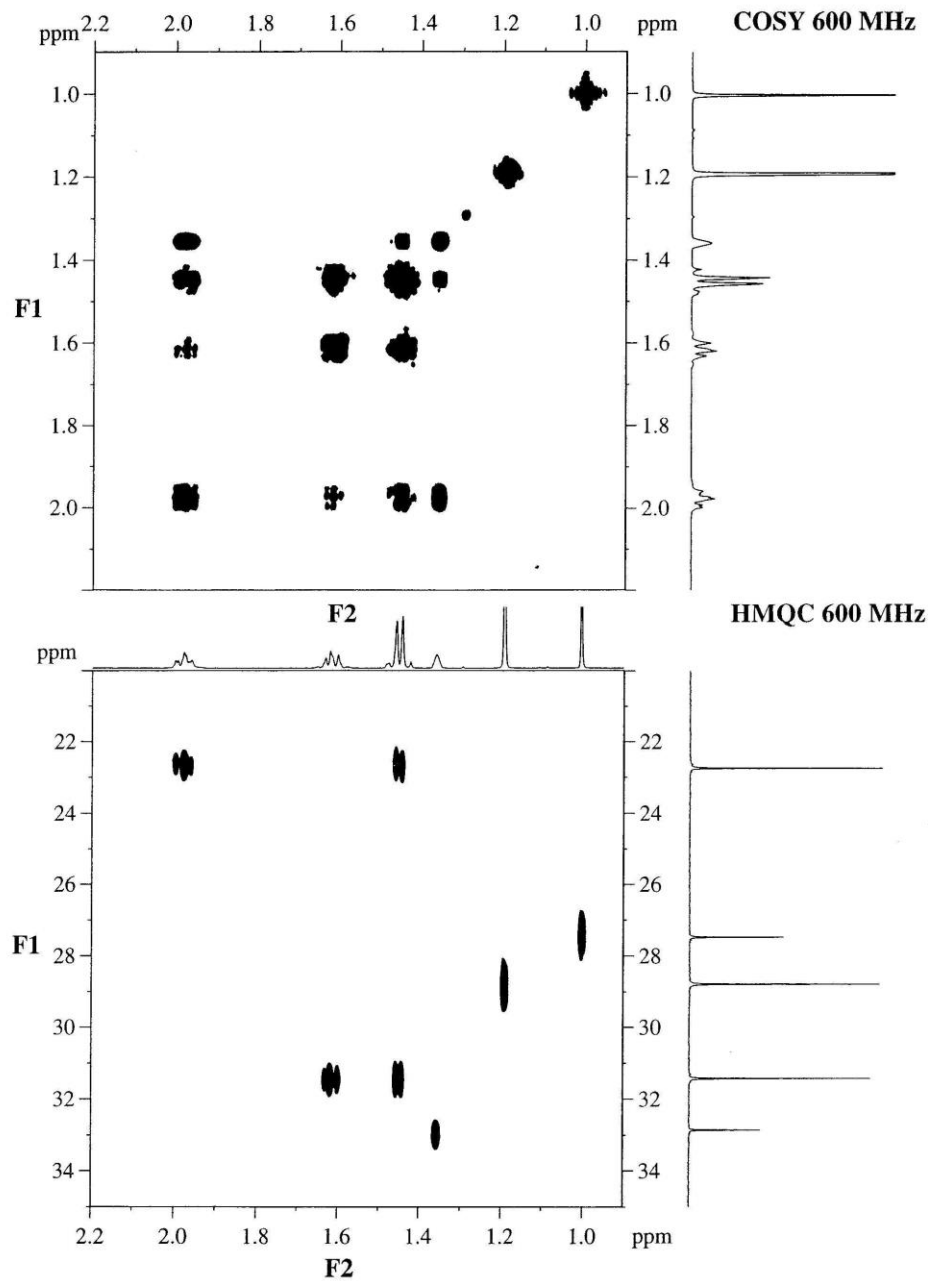 COSY 600 MHz
ppm 2.2 2.0 1.8 1.6 1.4 1.2 1.0 ppm
1.0 1.0
1.2 1.2
1.4 1.4
F1
1.6 1.6
1.8 1.8
2.0 2.0
F2
HMQC 600 MHz
ppm
22 22
24 24
26 26
F1
28 28
30 30
32 32
34 34
2.2 2.0 1.8 1.6 1.4 1.2 1.0 ppm
F2